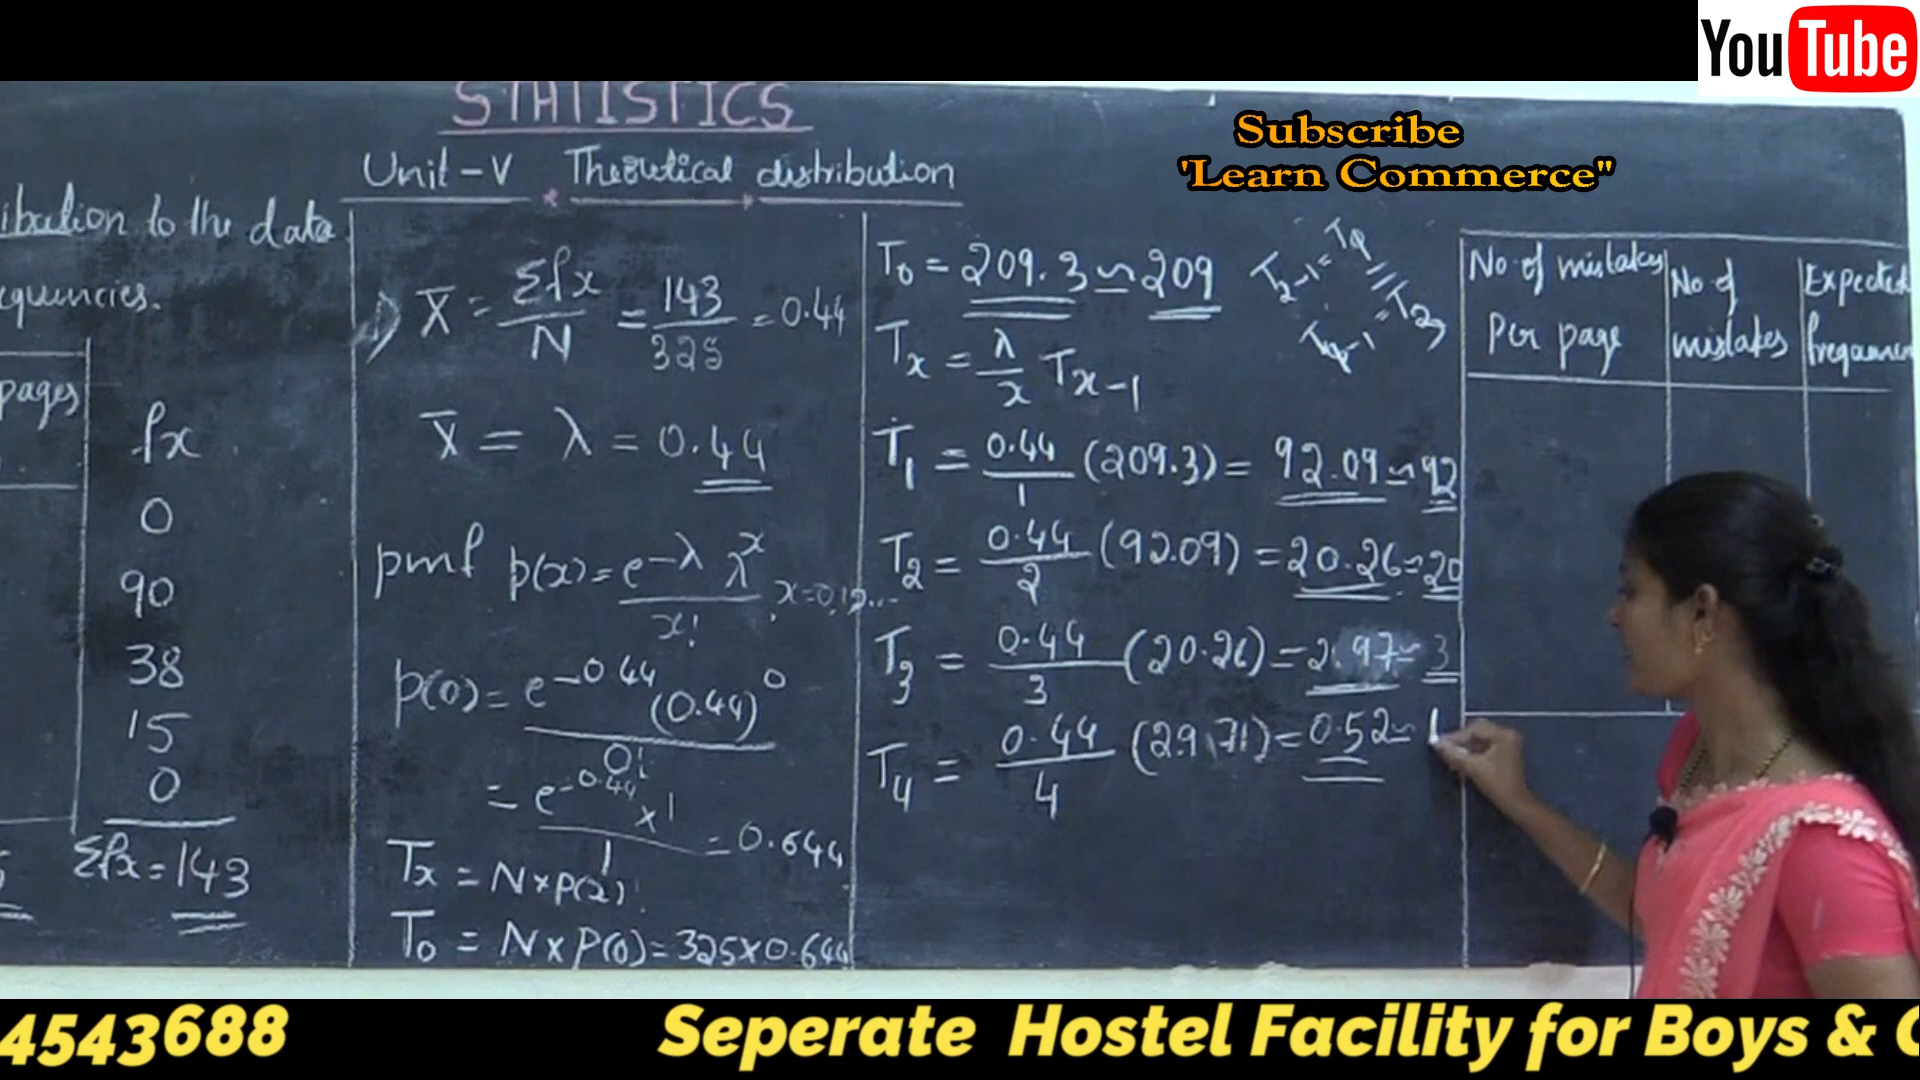 YouTube
STATISTICS
Subscribe
'Learn Commerce"
Unit - V Theoretical distribution
ibution to the data
equencies.
pages
fx
0
90
38
15
0
Σfx = 143
X̅ = Σfx / N = 143 / 325 = 0.44
X̅ = λ = 0.44
pmf p(x) = e^-λ λ^x / x! , x=0,1,2...
p(0) = e^-0.44 (0.44)^0 / 0!
= e^-0.44 x 1 / 1 = 0.644
Tx = N x P(x)
T0 = N x P(0) = 325 x 0.644
T0 = 209.3 ∽ 209
Tx = λ/x Tx-1
T1 = 0.44/1 (209.3) = 92.09 ∽ 92
T2 = 0.44/2 (92.09) = 20.26 ∽ 20
T3 = 0.44/3 (20.26) = 2.97 ∽ 3
T4 = 0.44/4 (2.971) = 0.52 ∽ 1
No of mistakes Per page
No of mistakes
Expected
4543688 Seperate Hostel Facility for Boys &